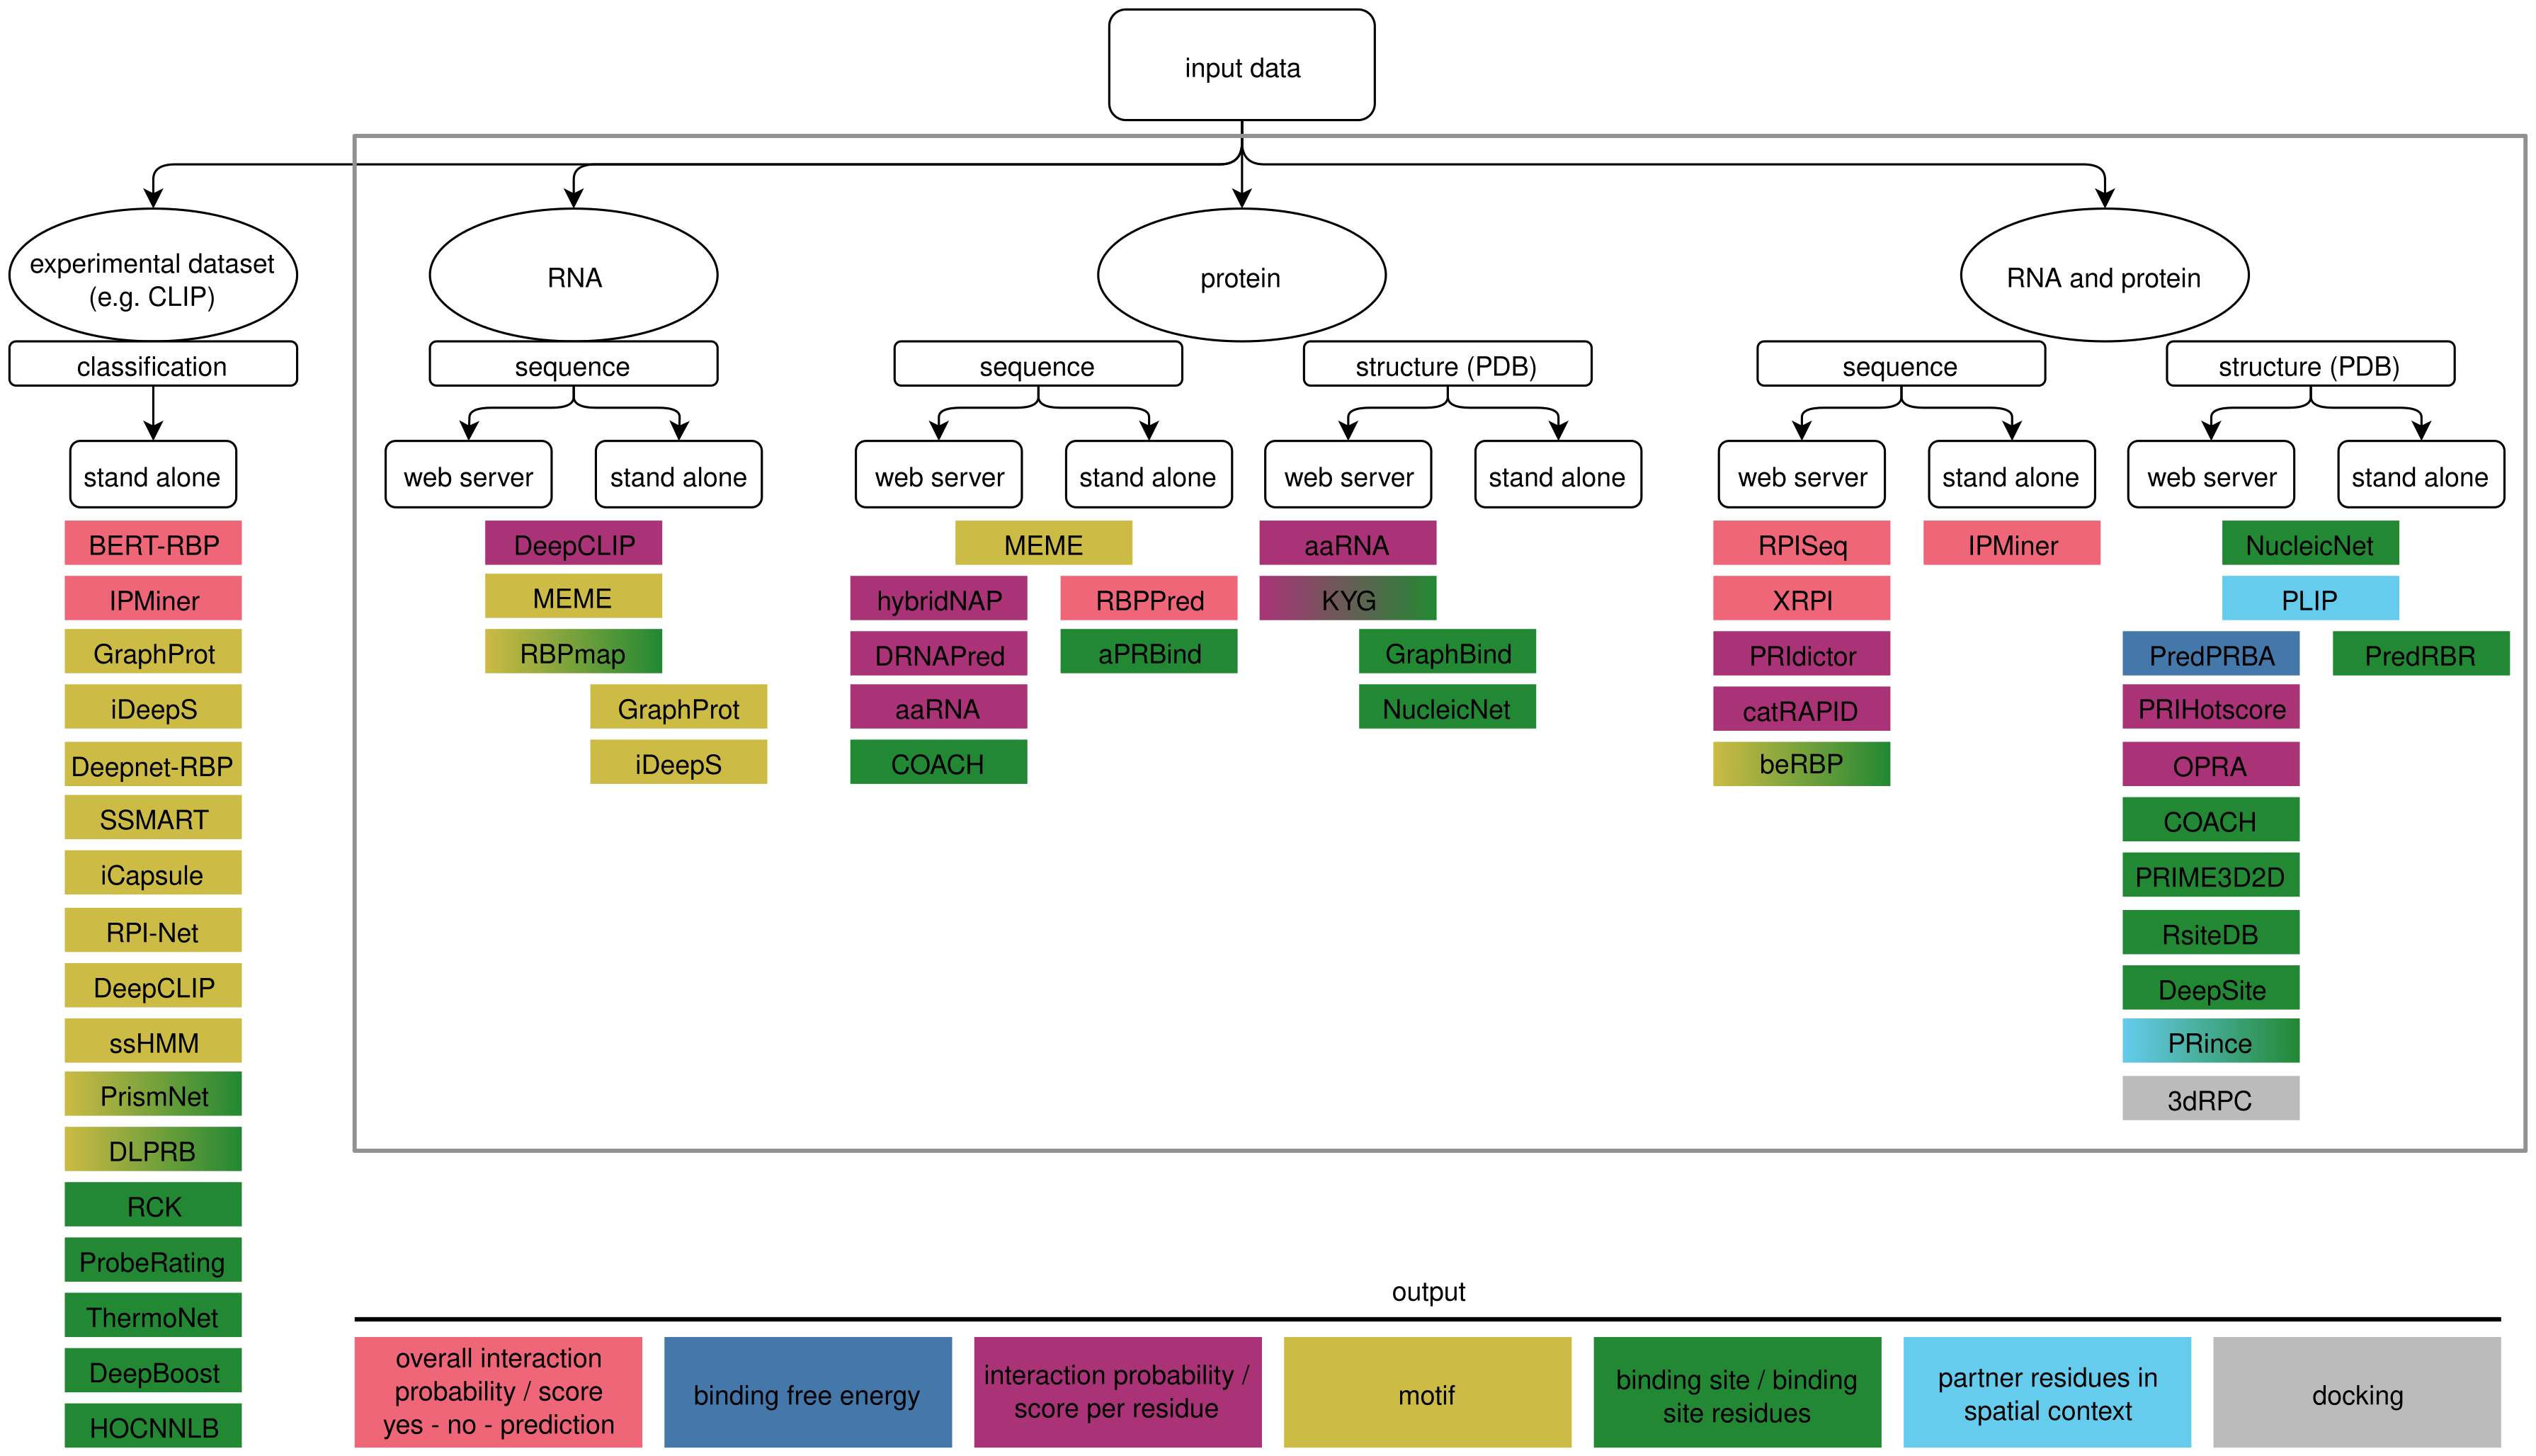 input data
experimental dataset
(e.g. CLIP)
RNA
protein
RNA and protein
classification
sequence
sequence
structure (PDB)
sequence
structure (PDB)
stand alone
web server
stand alone
web server
stand alone
web server
stand alone
web server
stand alone
web server
stand alone
BERT-RBP
IPMiner
GraphProt
iDeepS
Deepnet-RBP
SSMART
iCapsule
RPI-Net
DeepCLIP
ssHMM
PrismNet
DLPRB
RCK
ProbeRating
ThermoNet
DeepBoost
HOCNNLB
DeepCLIP
MEME
RBPmap
GraphProt
iDeepS
MEME
hybridNAP
DRNAPred
aaRNA
COACH
RBPPred
aPRBind
aaRNA
KYG
GraphBind
NucleicNet
RPISeq
XRPI
PRIdictor
catRAPID
beRBP
IPMiner
NucleicNet
PLIP
PredPRBA
PRIHotscore
OPRA
COACH
PRIME3D2D
RsiteDB
DeepSite
PRince
3dRPC
PredRBR
output
overall interaction
probability / score
yes - no - prediction
binding free energy
interaction probability /
score per residue
motif
binding site / binding
site residues
partner residues in
spatial context
docking